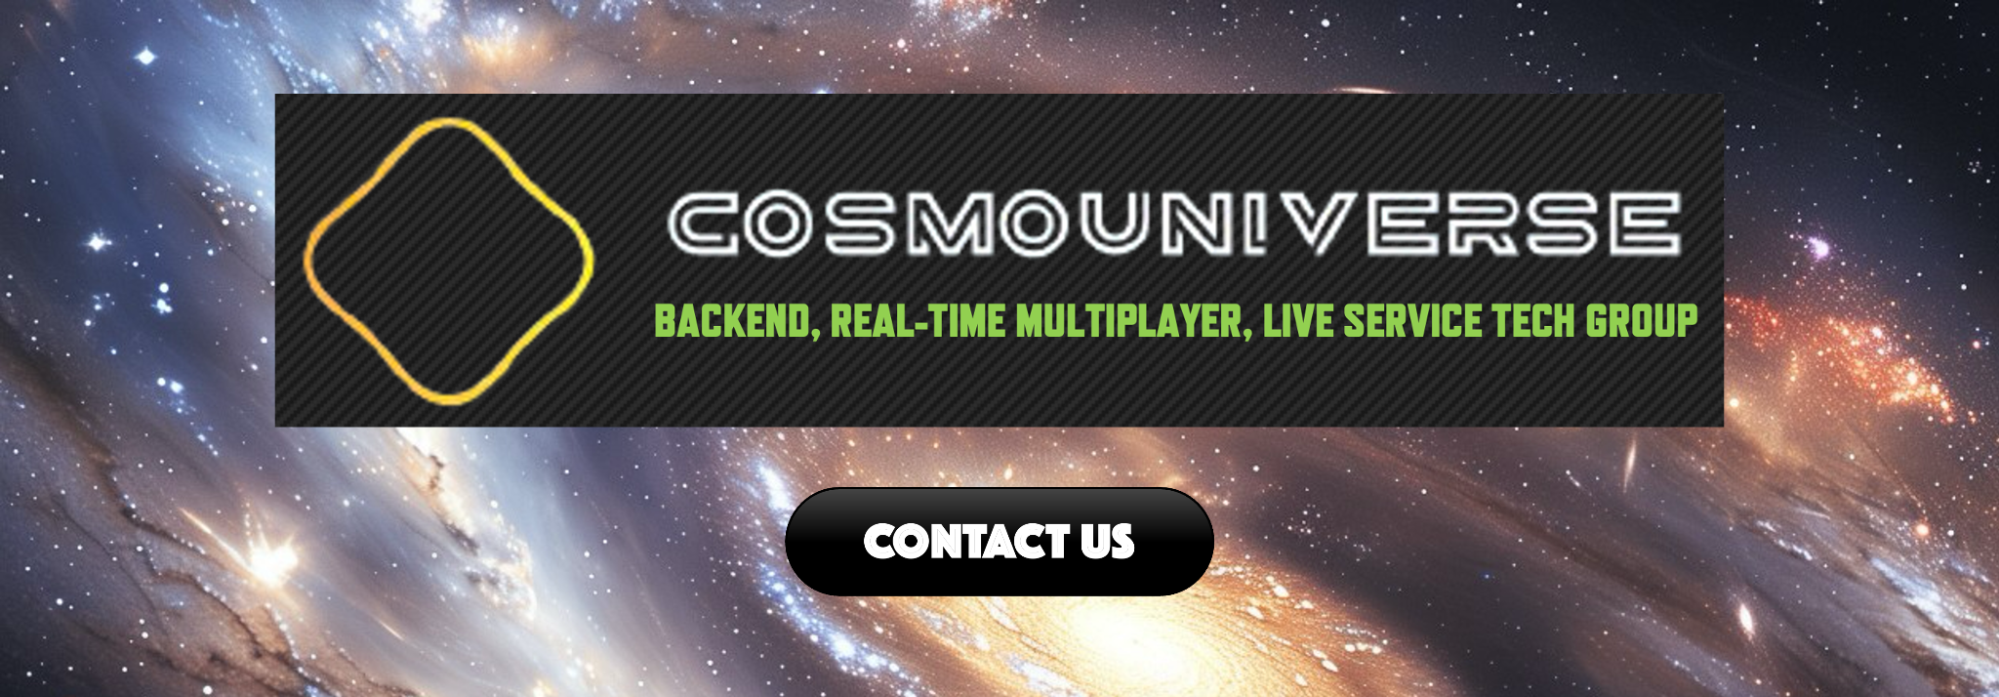 COSMOUNIVERSE
BACKEND, REAL-TIME MULTIPLAYER, LIVE SERVICE TECH GROUP
CONTACT US